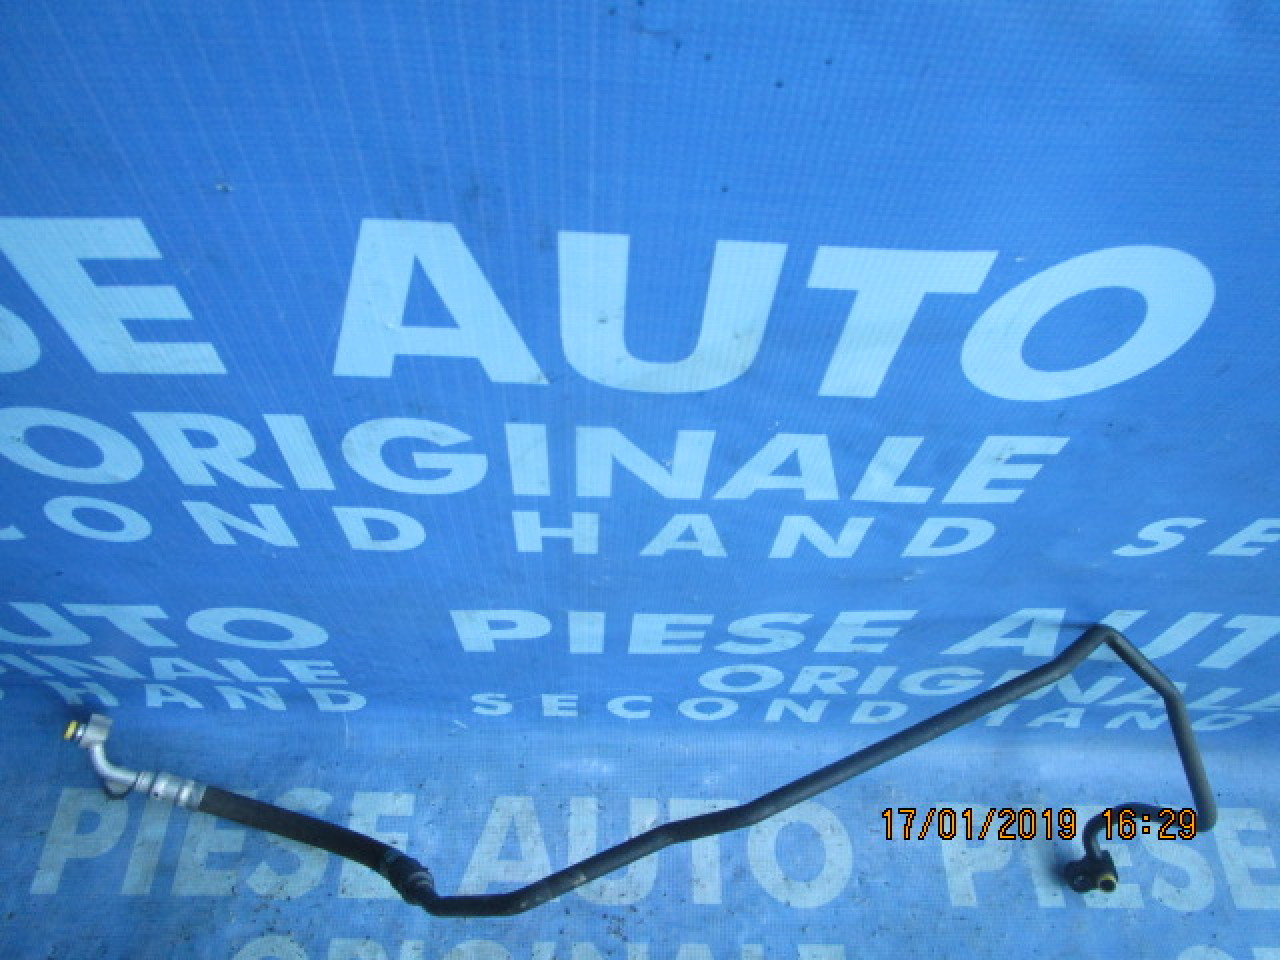 SE AUTO
ORIGINALE
COND HAND SE
AUTO PIESE AUT
GINALE ORIGINALE
HAND SECOND HAND
PIESE AUTO PIESE
ORIGINALE
17/01/2019 16:29